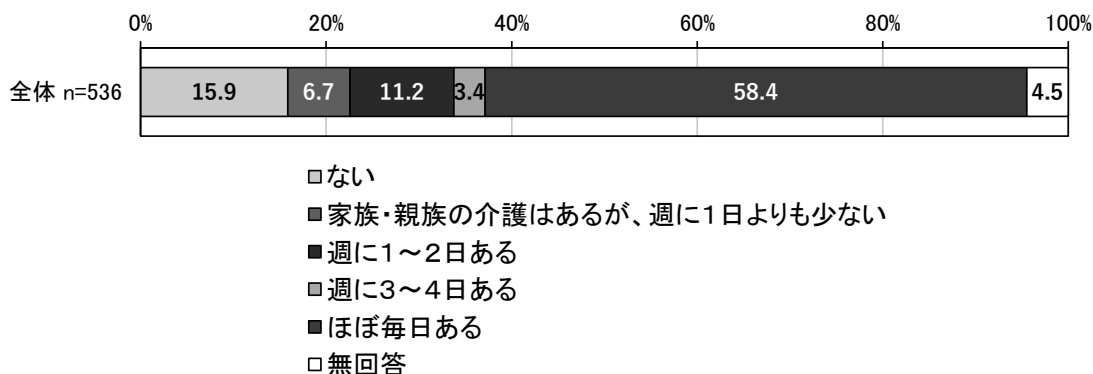 0% 20% 40% 60% 80% 100%
全体 n=536 15.9 6.7 11.2 3.4 58.4 4.5
ない
家族・親族の介護はあるが、週に１日よりも少ない
週に１～２日ある
週に３～４日ある
ほぼ毎日ある
無回答